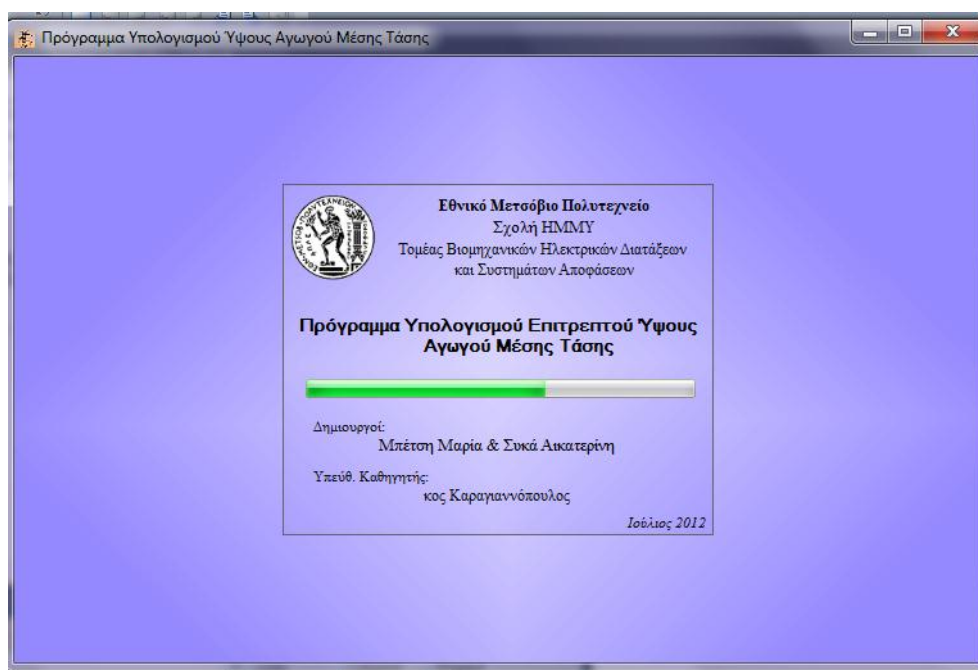 Πρόγραμμα Υπολογισμού Ύψους Αγωγού Μέσης Τάσης
Εθνικό Μετσόβιο Πολυτεχνείο
Σχολή ΗΜΜΥ
Τομέας Βιομηχανικών Ηλεκτρικών Διατάξεων
και Συστημάτων Αποφάσεων
Πρόγραμμα Υπολογισμού Επιτρεπτού Ύψους
Αγωγού Μέσης Τάσης
Δημιουργοί:
Μπέτση Μαρία & Συκά Αικατερίνη
Υπεύθ. Καθηγητής:
κος Καραγιαννόπουλος
Ιούλιος 2012